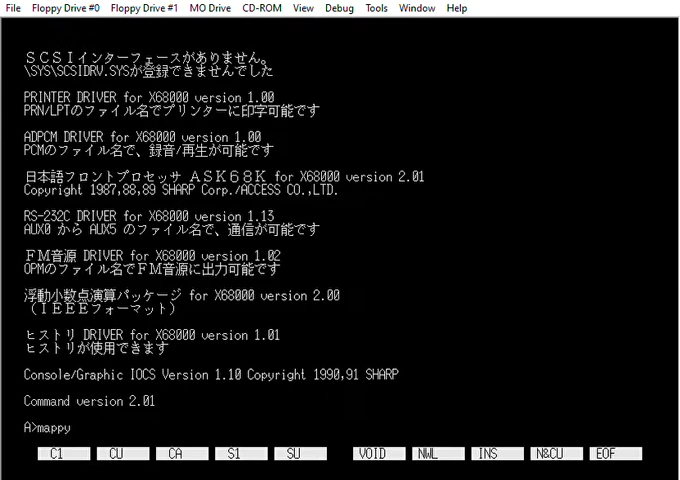 File Floppy Drive #0 Floppy Drive #1 MO Drive CD-ROM View Debug Tools Window Help
ＳＣＳＩインターフェースがありません。
\SYS\SCSIDRV.SYSが登録できませんでした
PRINTER DRIVER for X68000 version 1.00
PRN/LPTのファイル名でプリンターに印字可能です
ADPCM DRIVER for X68000 version 1.00
PCMのファイル名で、録音/再生が可能です
日本語フロントプロセッサ ＡＳＫ６８Ｋ for X68000 version 2.01
Copyright 1987,88,89 SHARP Corp./ACCESS CO.,LTD.
RS-232C DRIVER for X68000 version 1.13
AUX0 から AUX5 のファイル名で、通信が可能です
ＦＭ音源 DRIVER for X68000 version 1.02
OPMのファイル名でＦＭ音源に出力可能です
浮動小数点演算パッケージ for X68000 version 2.00
（ＩＥＥＥフォーマット）
ヒストリ DRIVER for X68000 version 1.01
ヒストリが使用できます
Console/Graphic IOCS Version 1.10 Copyright 1990,91 SHARP
Command version 2.01
A>mappy
C1 CU CA S1 SU VOID NWL INS N&CU EOF